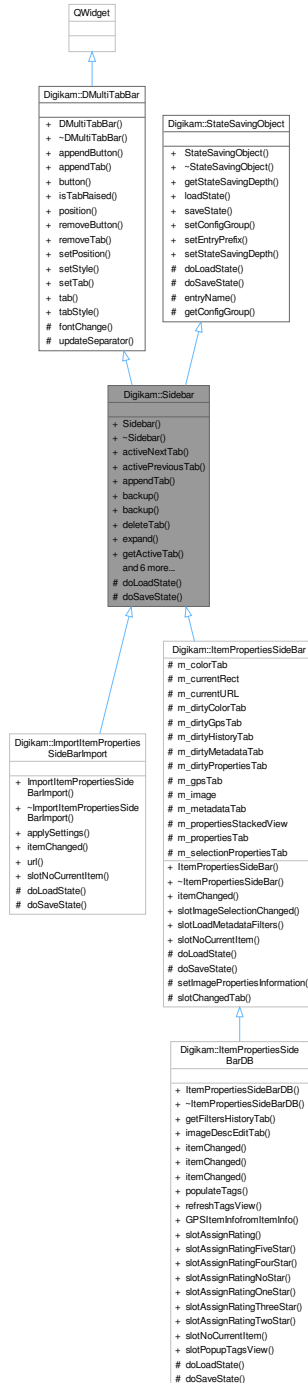 QWidget
Digikam::DMultiTabBar
+ DMultiTabBar()
+ ~DMultiTabBar()
+ appendButton()
+ appendTab()
+ button()
+ isTabRaised()
+ position()
+ removeButton()
+ removeTab()
+ setPosition()
+ setStyle()
+ setTab()
+ tab()
+ tabStyle()
# fontChange()
# updateSeparator()
Digikam::StateSavingObject
+ StateSavingObject()
+ ~StateSavingObject()
+ getStateSavingDepth()
+ loadState()
+ saveState()
+ setConfigGroup()
+ setEntryPrefix()
+ setStateSavingDepth()
# doLoadState()
# doSaveState()
# entryName()
# getConfigGroup()
Digikam::Sidebar
+ Sidebar()
+ ~Sidebar()
+ activeNextTab()
+ activePreviousTab()
+ appendTab()
+ backup()
+ backup()
+ deleteTab()
+ expand()
+ getActiveTab()
and 6 more...
# doLoadState()
# doSaveState()
Digikam::ImportItemProperties
SideBarImport
+ ImportItemPropertiesSide
BarImport()
+ ~ImportItemPropertiesSide
BarImport()
+ applySettings()
+ itemChanged()
+ url()
+ slotNoCurrentItem()
# doLoadState()
# doSaveState()
Digikam::ItemPropertiesSideBar
# m_colorTab
# m_currentRect
# m_currentURL
# m_dirtyColorTab
# m_dirtyGpsTab
# m_dirtyHistoryTab
# m_dirtyMetadataTab
# m_dirtyPropertiesTab
# m_gpsTab
# m_image
# m_metadataTab
# m_propertiesStackedView
# m_propertiesTab
# m_selectionPropertiesTab
+ ItemPropertiesSideBar()
+ ~ItemPropertiesSideBar()
+ itemChanged()
+ slotImageSelectionChanged()
+ slotLoadMetadataFilters()
+ slotNoCurrentItem()
# doLoadState()
# doSaveState()
# setImagePropertiesInformation()
# slotChangedTab()
Digikam::ItemPropertiesSide
BarDB
+ ItemPropertiesSideBarDB()
+ ~ItemPropertiesSideBarDB()
+ getFiltersHistoryTab()
+ imageDescEditTab()
+ itemChanged()
+ itemChanged()
+ itemChanged()
+ populateTags()
+ refreshTagsView()
+ GPSItemInfofromItemInfo()
+ slotAssignRating()
+ slotAssignRatingFiveStar()
+ slotAssignRatingFourStar()
+ slotAssignRatingNoStar()
+ slotAssignRatingOneStar()
+ slotAssignRatingThreeStar()
+ slotAssignRatingTwoStar()
+ slotNoCurrentItem()
+ slotPopupTagsView()
# doLoadState()
# doSaveState()